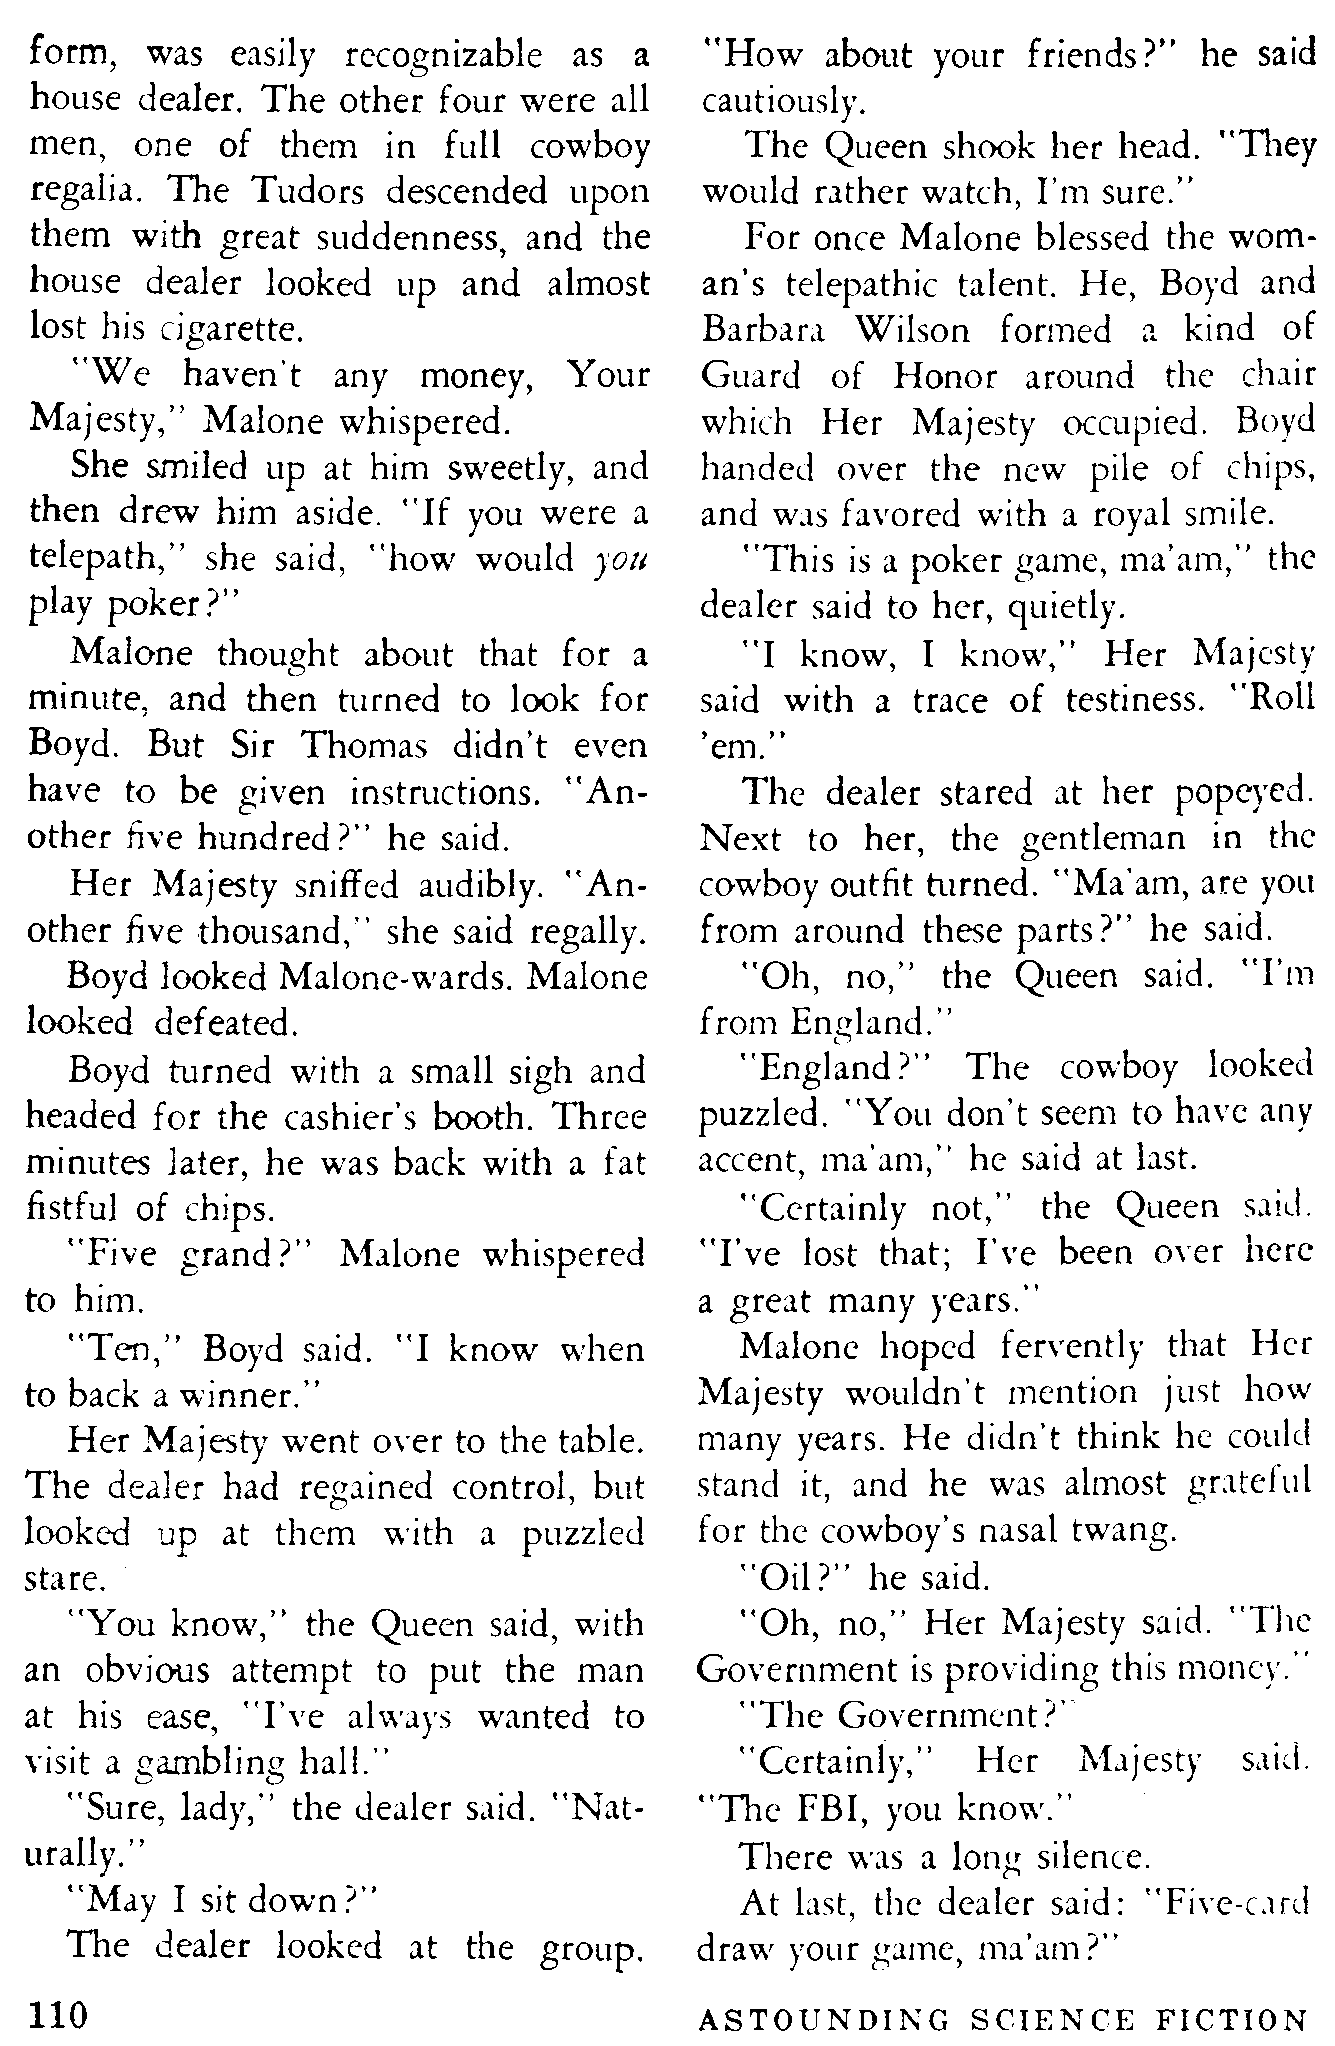 form, was easily recognizable as a
house dealer. The other four were all
men, one of them in full cowboy
regalia. The Tudors descended upon
them with great suddenness, and the
house dealer looked up and almost
lost his cigarette.
"We haven't any money, Your
Majesty," Malone whispered.
She smiled up at him sweetly, and
then drew him aside. "If you were a
telepath," she said, "how would you
play poker?"
Malone thought about that for a
minute, and then turned to look for
Boyd. But Sir Thomas didn't even
have to be given instructions. "An-
other five hundred?" he said.
Her Majesty sniffed audibly. "An-
other five thousand," she said regally.
Boyd looked Malone-wards. Malone
looked defeated.
Boyd turned with a small sigh and
headed for the cashier's booth. Three
minutes later, he was back with a fat
fistful of chips.
"Five grand?" Malone whispered
to him.
"Ten," Boyd said. "I know when
to back a winner."
Her Majesty went over to the table.
The dealer had regained control, but
looked up at them with a puzzled
stare.
"You know," the Queen said, with
an obvious attempt to put the man
at his ease, "I've always wanted to
visit a gambling hall."
"Sure, lady," the dealer said. "Nat-
urally."
"May I sit down?"
The dealer looked at the group.
"How about your friends?" he said
cautiously.
The Queen shook her head. "They
would rather watch, I'm sure."
For once Malone blessed the wom-
an's telepathic talent. He, Boyd and
Barbara Wilson formed a kind of
Guard of Honor around the chair
which Her Majesty occupied. Boyd
handed over the new pile of chips,
and was favored with a royal smile.
"This is a poker game, ma'am," the
dealer said to her, quietly.
"I know, I know," Her Majesty
said with a trace of testiness. "Roll
'em."
The dealer stared at her popeyed.
Next to her, the gentleman in the
cowboy outfit turned. "Ma'am, are you
from around these parts?" he said.
"Oh, no," the Queen said. "I'm
from England."
"England?" The cowboy looked
puzzled. "You don't seem to have any
accent, ma'am," he said at last.
"Certainly not," the Queen said.
"I've lost that; I've been over here
a great many years."
Malone hoped fervently that Her
Majesty wouldn't mention just how
many years. He didn't think he could
stand it, and he was almost grateful
for the cowboy's nasal twang.
"Oil?" he said.
"Oh, no," Her Majesty said. "The
Government is providing this money."
"The Government?"
"Certainly," Her Majesty said.
"The FBI, you know."
There was a long silence.
At last, the dealer said: "Five-card
draw your game, ma'am?"
110
ASTOUNDING SCIENCE FICTION